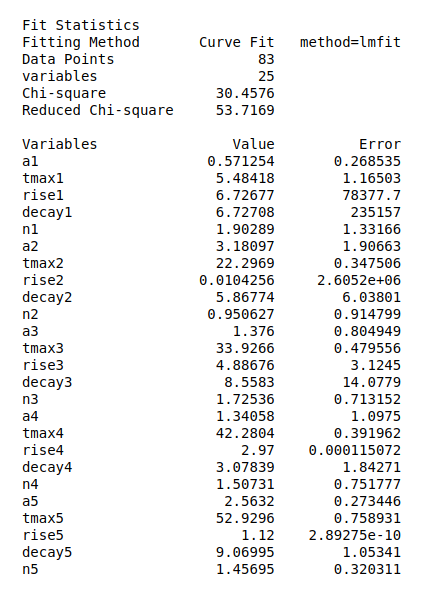 Fit Statistics
Fitting Method Curve Fit method=lmfit
Data Points 83
variables 25
Chi-square 30.4576
Reduced Chi-square 53.7169
Variables Value Error
a1 0.571254 0.268535
tmax1 5.48418 1.16503
rise1 6.72677 78377.7
decay1 6.72708 235157
n1 1.90289 1.33166
a2 3.18097 1.90663
tmax2 22.2969 0.347506
rise2 0.0104256 2.6052e+06
decay2 5.86774 6.03801
n2 0.950627 0.914799
a3 1.376 0.804949
tmax3 33.9266 0.479556
rise3 4.88676 3.1245
decay3 8.5583 14.0779
n3 1.72536 0.713152
a4 1.34058 1.0975
tmax4 42.2804 0.391962
rise4 2.97 0.000115072
decay4 3.07839 1.84271
n4 1.50731 0.751777
a5 2.5632 0.273446
tmax5 52.9296 0.758931
rise5 1.12 2.89275e-10
decay5 9.06995 1.05341
n5 1.45695 0.320311